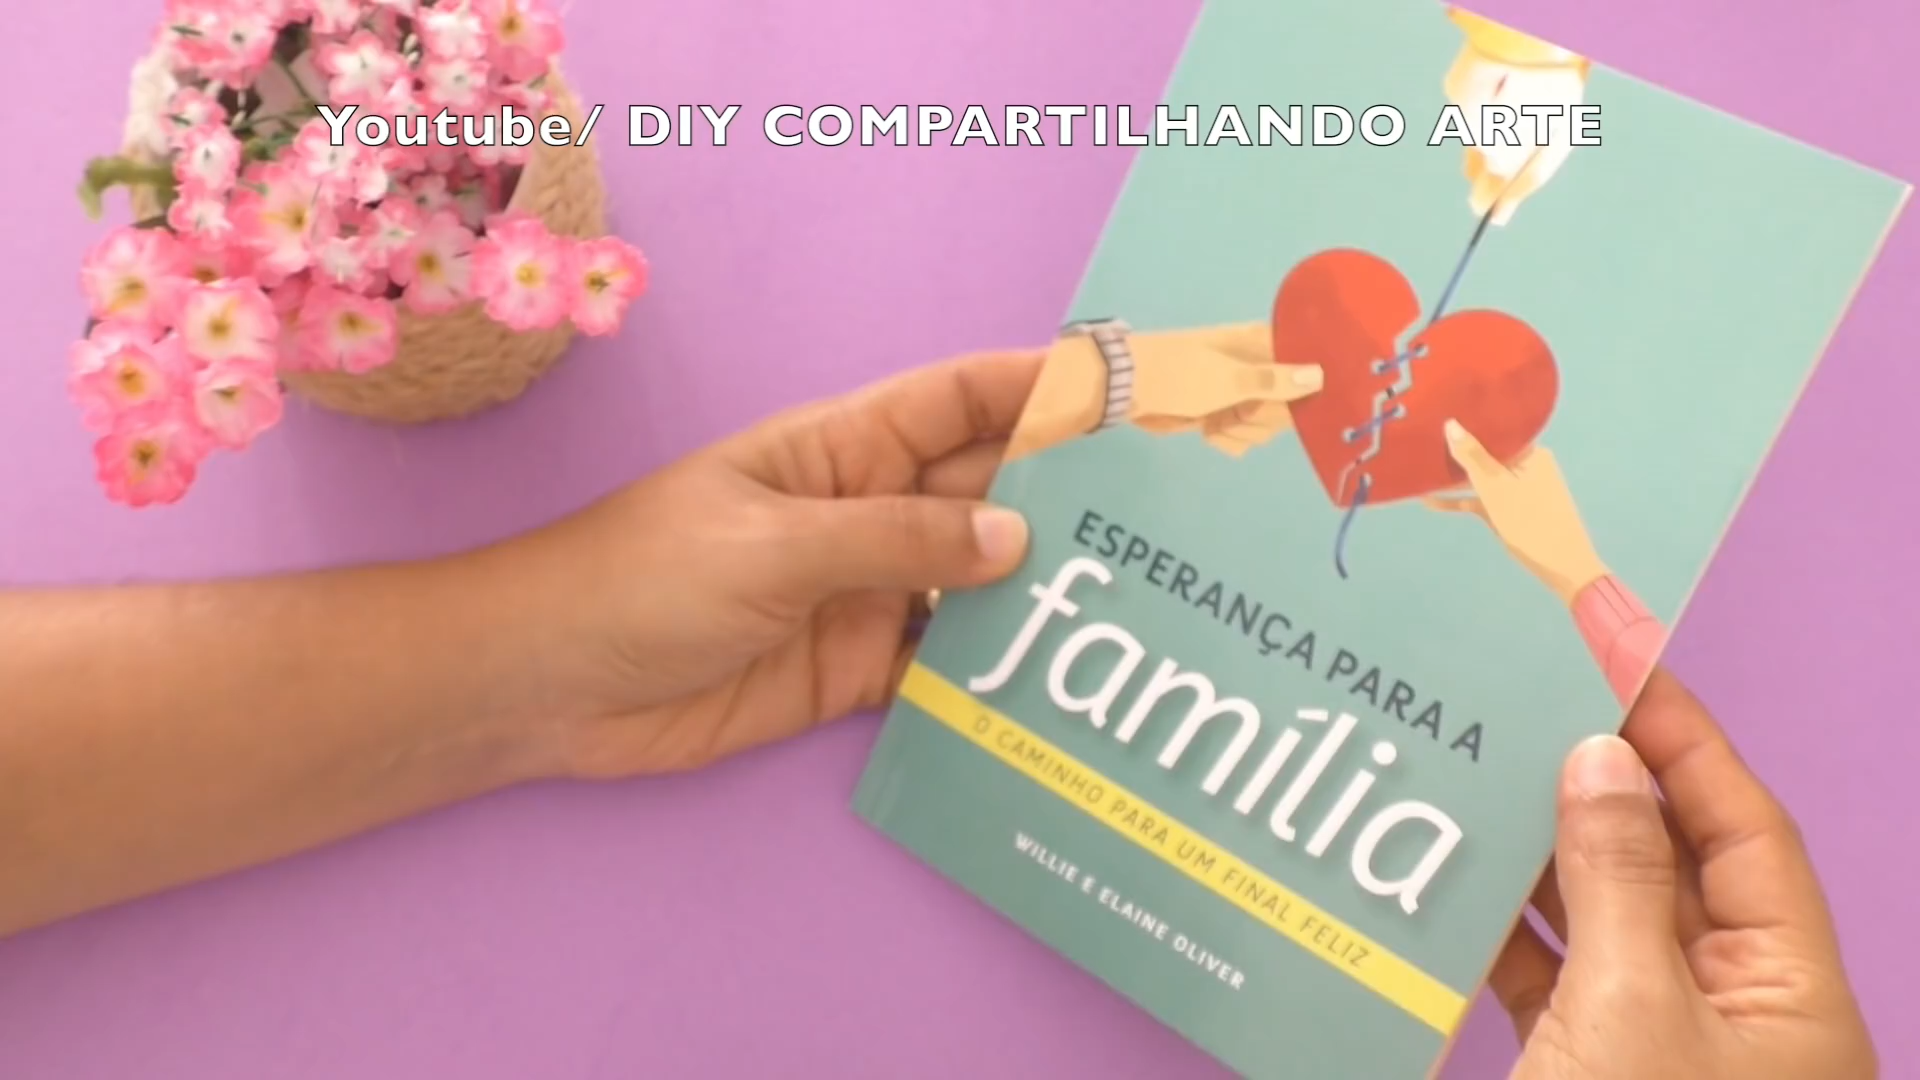 Youtube/ DIY COMPARTILHANDO ARTE
ESPERANÇA PARA A
família
O CAMINHO PARA UM FINAL FELIZ
WILLIE E ELAINE OLIVER